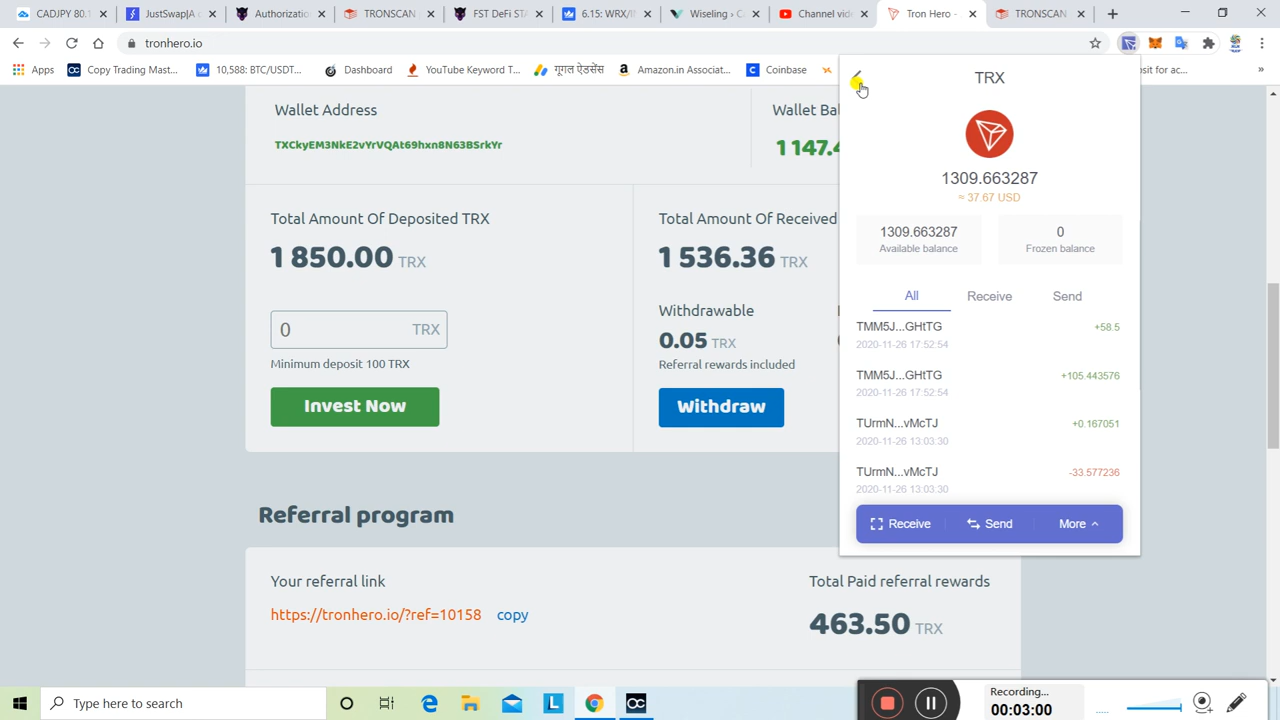 CADJPY 80.1
JustSwap|A c
Authorizatio
TRONSCAN
FST DeFi STA
6.15: WRX/IN
Wiseling › Ca
Channel vide
Tron Hero -
TRONSCAN
tronhero.io
Apps
Copy Trading Mast...
10,588: BTC/USDT...
Dashboard
YouTube Keyword T...
गूगल ऐडसेंस
Amazon.in Associat...
Coinbase
sit for ac...
»
Wallet Address
TXCkyEM3NkE2vYrVQAt69hxn8N63BSrkYr
Wallet Bal
1 147.4
Total Amount Of Deposited TRX
1 850.00 TRX
0 TRX
Minimum deposit 100 TRX
Invest Now
Total Amount Of Received
1 536.36 TRX
Withdrawable
0.05 TRX
Referral rewards included
Withdraw
TRX
1309.663287
≈ 37.67 USD
1309.663287
Available balance
0
Frozen balance
All
Receive
Send
TMM5J...GHtTG +58.5
2020-11-26 17:52:54
TMM5J...GHtTG +105.443576
2020-11-26 17:52:54
TUrmN...vMcTJ +0.167051
2020-11-26 13:03:30
TUrmN...vMcTJ -33.577236
2020-11-26 13:03:30
Receive
Send
More
Referral program
Your referral link
https://tronhero.io/?ref=10158 copy
Total Paid referral rewards
463.50 TRX
Type here to search
Recording...
00:03:00